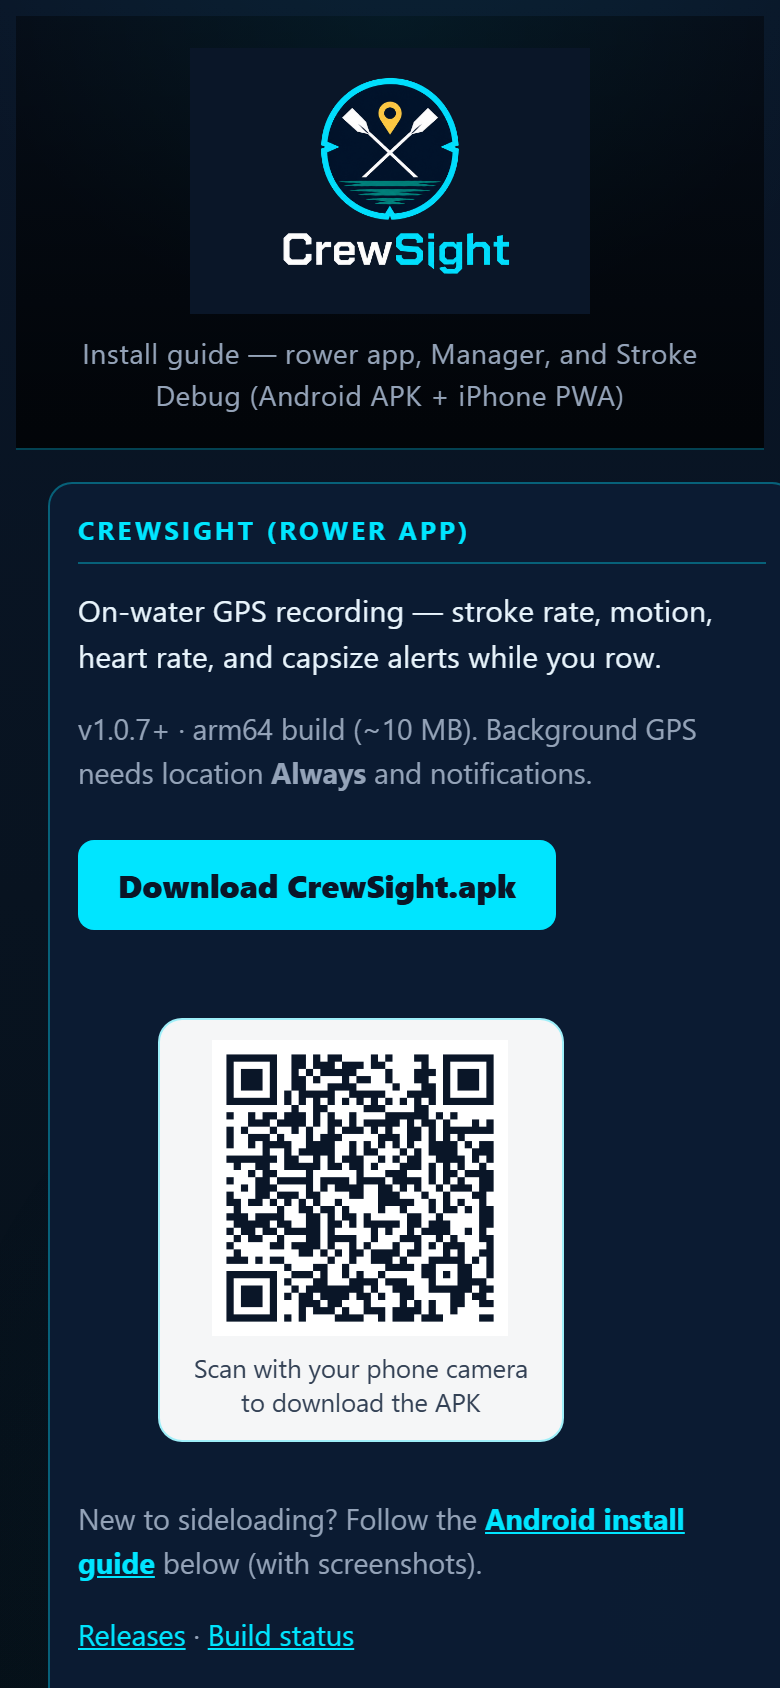 CrewSight
Install guide — rower app, Manager, and Stroke
Debug (Android APK + iPhone PWA)
CREWSIGHT (ROWER APP)
On-water GPS recording — stroke rate, motion,
heart rate, and capsize alerts while you row.
v1.0.7+ · arm64 build (~10 MB). Background GPS
needs location Always and notifications.
Download CrewSight.apk
Scan with your phone camera
to download the APK
New to sideloading? Follow the Android install
guide below (with screenshots).
Releases · Build status